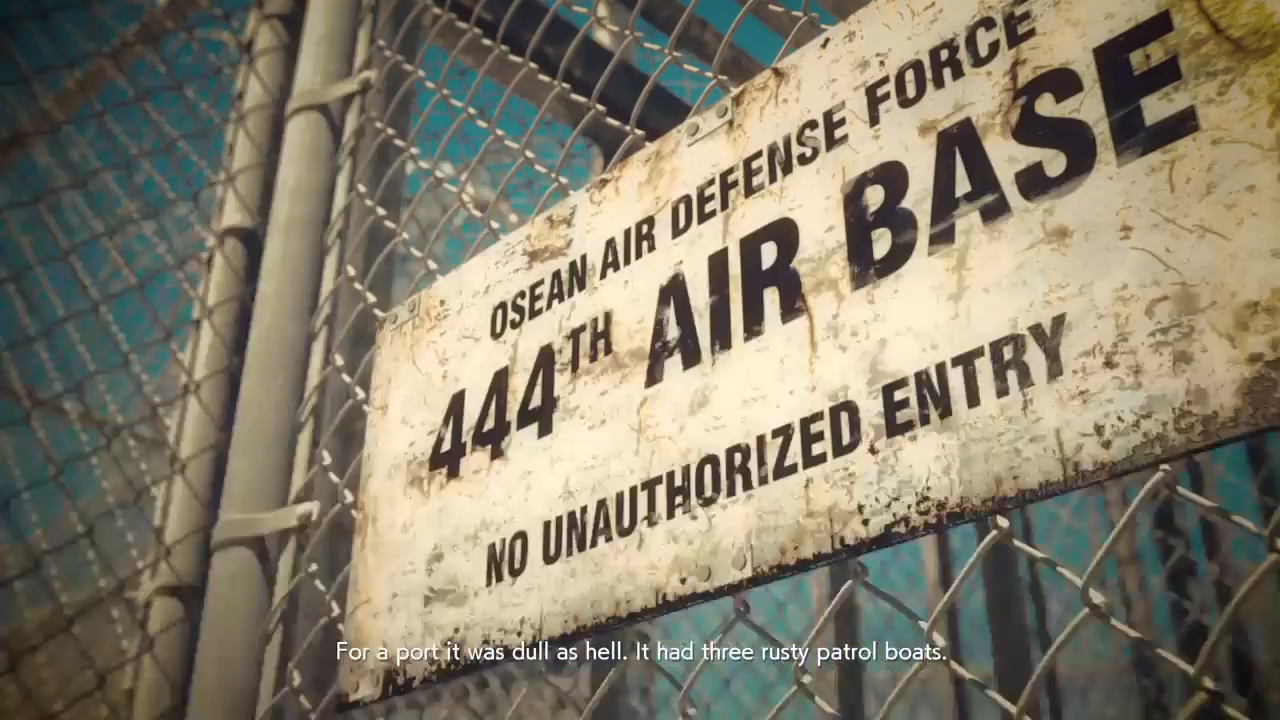 OSEAN AIR DEFENSE FORCE
444TH AIR BASE
NO UNAUTHORIZED ENTRY
For a port it was dull as hell. It had three rusty patrol boats.